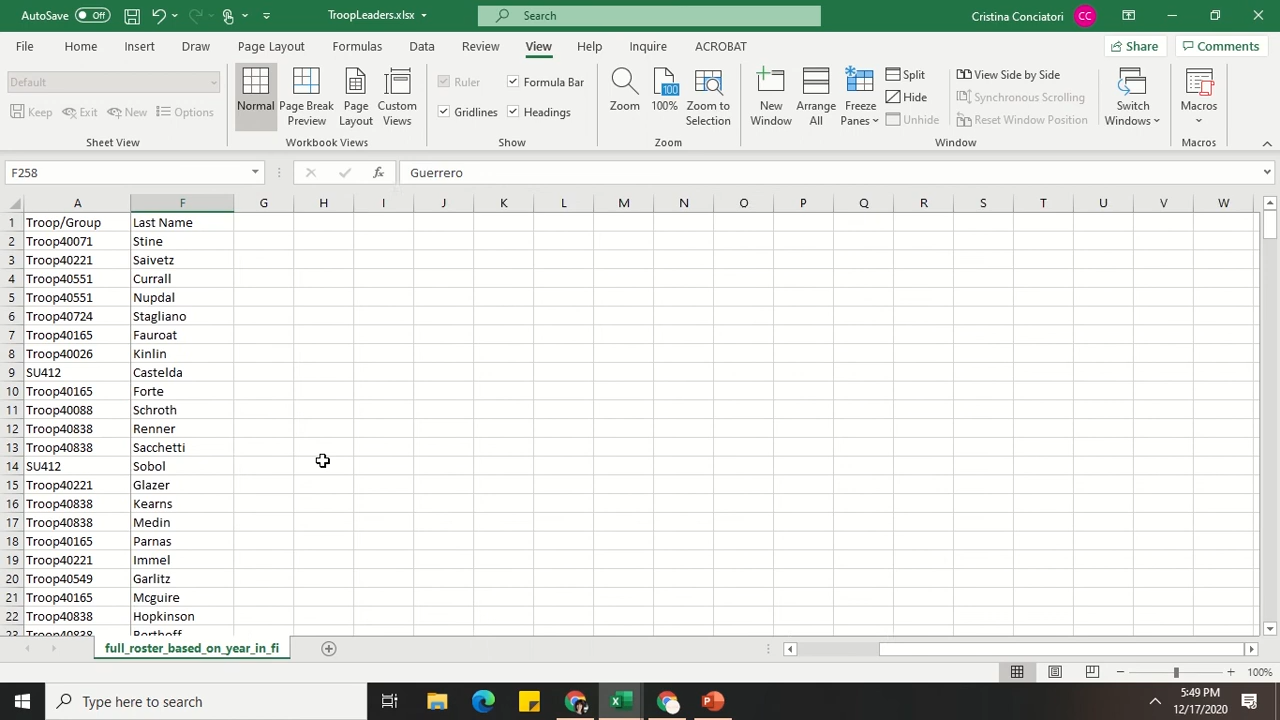 AutoSave Off TroopLeaders.xlsx Search Cristina Conciatori CC
File Home Insert Draw Page Layout Formulas Data Review View Help Inquire ACROBAT Share Comments
Default
Keep Exit New Options
Sheet View
Normal Page Break Preview Page Layout Custom Views
Workbook Views
Ruler Formula Bar
Gridlines Headings
Show
Zoom 100 100% Zoom to Selection
Zoom
New Window Arrange All Freeze Panes
Split
Hide
Unhide
View Side by Side
Synchronous Scrolling
Reset Window Position
Switch Windows
Window
Macros
Macros
F258 fx Guerrero
A F G H I J K L M N O P Q R S T U V W
1 Troop/Group Last Name
2 Troop40071 Stine
3 Troop40221 Saivetz
4 Troop40551 Currall
5 Troop40551 Nupdal
6 Troop40724 Stagliano
7 Troop40165 Fauroat
8 Troop40026 Kinlin
9 SU412 Castelda
10 Troop40165 Forte
11 Troop40088 Schroth
12 Troop40838 Renner
13 Troop40838 Sacchetti
14 SU412 Sobol
15 Troop40221 Glazer
16 Troop40838 Kearns
17 Troop40838 Medin
18 Troop40165 Parnas
19 Troop40221 Immel
20 Troop40549 Garlitz
21 Troop40165 Mcguire
22 Troop40838 Hopkinson
23 Troop40838 Berthoff
full_roster_based_on_year_in_fi
100%
Type here to search
5:49 PM
12/17/2020